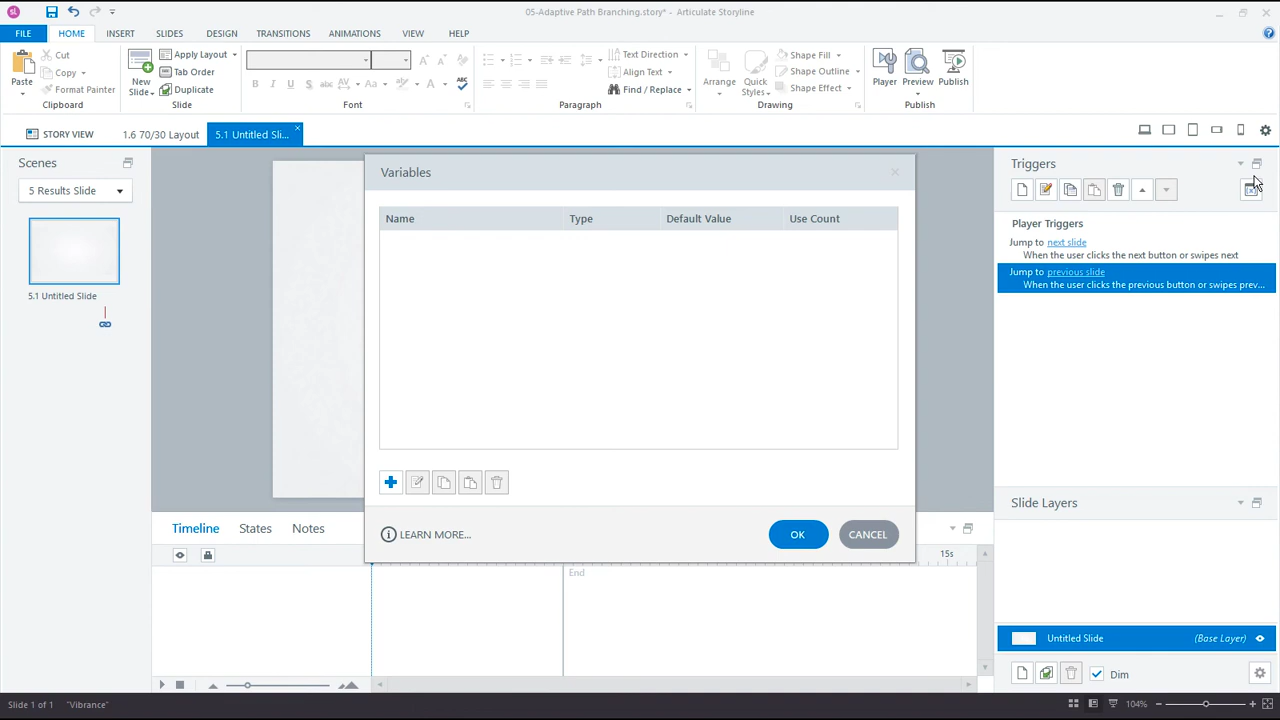 sl
05-Adaptive Path Branching.story* - Articulate Storyline
FILE HOME INSERT SLIDES DESIGN TRANSITIONS ANIMATIONS VIEW HELP
Paste
Cut
Copy
Format Painter
Clipboard
New Slide
Apply Layout
Tab Order
Duplicate
Slide
B I U S abc AV Aa A
Font
Text Direction
Align Text
Find / Replace
Paragraph
Arrange
Quick Styles
Shape Fill
Shape Outline
Shape Effect
Drawing
Player
Preview
Publish
Publish
STORY VIEW
1.6 70/30 Layout
5.1 Untitled Sli...
Scenes
5 Results Slide
5.1 Untitled Slide
Variables
Name Type Default Value Use Count
LEARN MORE...
OK
CANCEL
Timeline States Notes
15s
End
Triggers
Player Triggers
Jump to next slide
When the user clicks the next button or swipes next
Jump to previous slide
When the user clicks the previous button or swipes prev...
Slide Layers
Untitled Slide (Base Layer)
Dim
Slide 1 of 1 "Vibrance"
104%